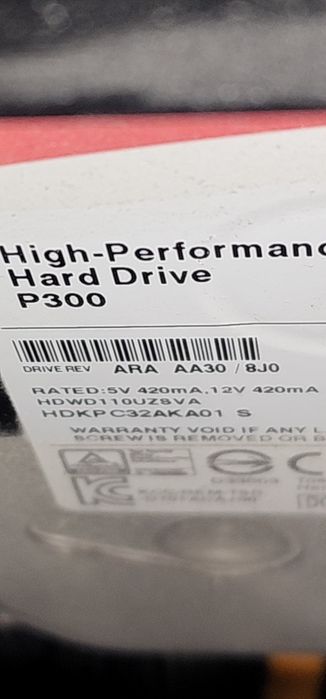 High-Performanc
Hard Drive
P300
DRIVE REV ARA AA30 / 8J0
RATED:5V 420mA,12V 420mA
HDWD110UZSVA
HDKPC32AKA01 S
WARRANTY VOID IF ANY L
SCREW IS REMOVED OR B